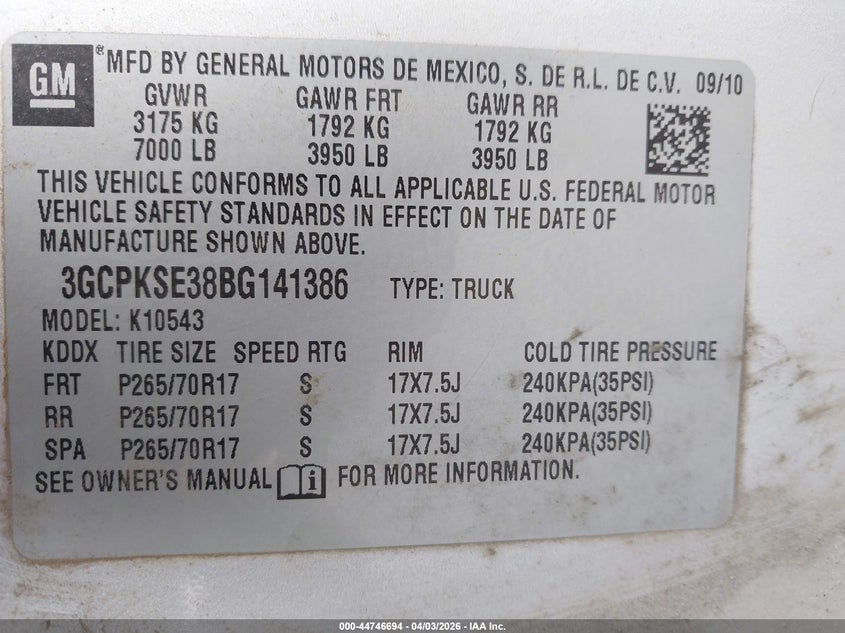 GM ® MFD BY GENERAL MOTORS DE MEXICO, S. DE R.L. DE C.V. 09/10
GVWR GAWR FRT GAWR RR
3175 KG 1792 KG 1792 KG
7000 LB 3950 LB 3950 LB
THIS VEHICLE CONFORMS TO ALL APPLICABLE U.S. FEDERAL MOTOR
VEHICLE SAFETY STANDARDS IN EFFECT ON THE DATE OF
MANUFACTURE SHOWN ABOVE.
3GCPKSE38BG141386 TYPE: TRUCK
MODEL: K10543
KDDX TIRE SIZE SPEED RTG RIM COLD TIRE PRESSURE
FRT P265/70R17 S 17X7.5J 240KPA(35PSI)
RR P265/70R17 S 17X7.5J 240KPA(35PSI)
SPA P265/70R17 S 17X7.5J 240KPA(35PSI)
SEE OWNER'S MANUAL i FOR MORE INFORMATION.
000-44746694 - 04/03/2026 - IAA Inc.